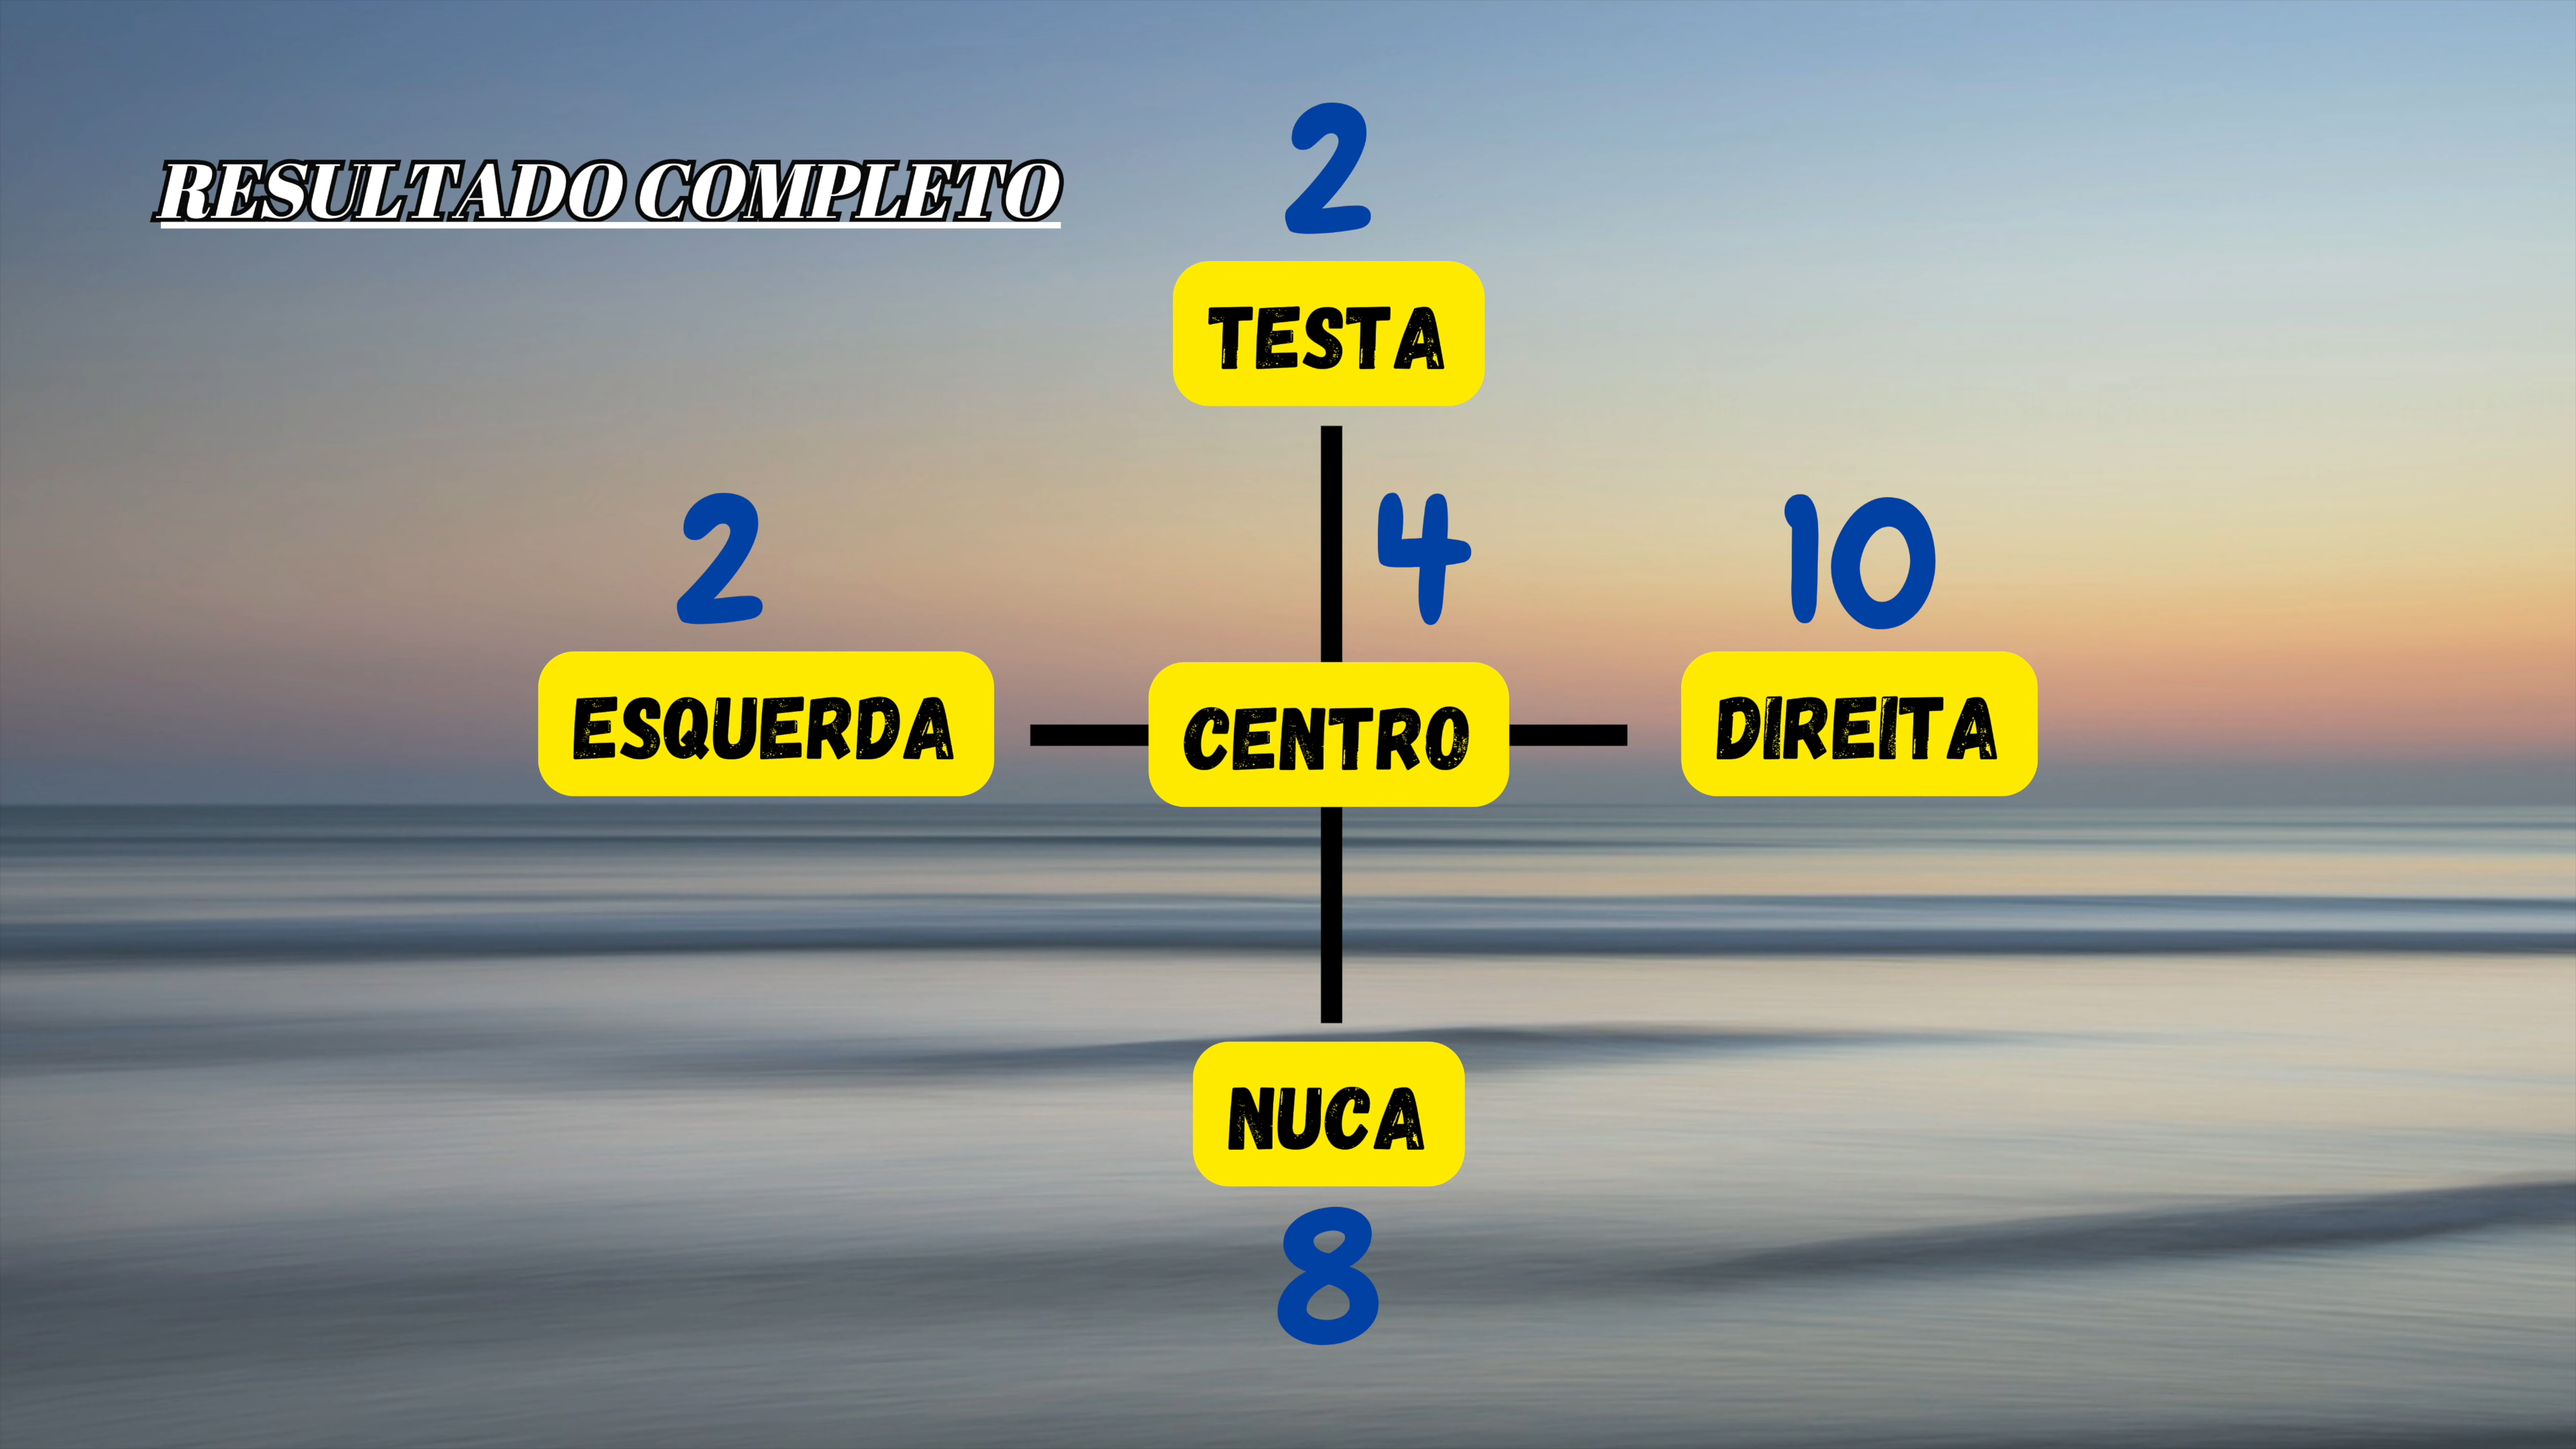 RESULTADO COMPLETO
2
TESTA
2
4
10
ESQUERDA
CENTRO
DIREITA
NUCA
8